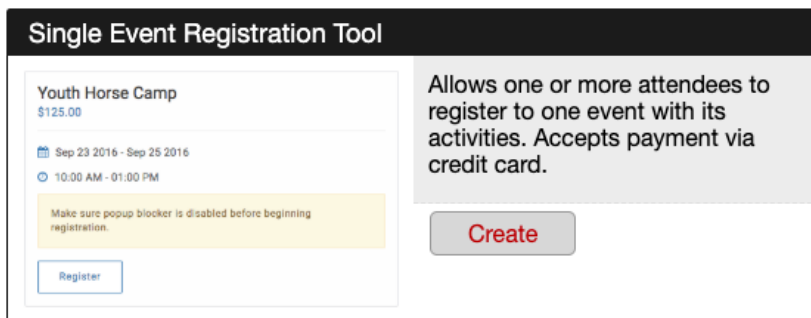 Single Event Registration Tool
Youth Horse Camp
$125.00
Sep 23 2016 - Sep 25 2016
10:00 AM - 01:00 PM
Make sure popup blocker is disabled before beginning
registration.
Register
Allows one or more attendees to
register to one event with its
activities. Accepts payment via
credit card.
Create